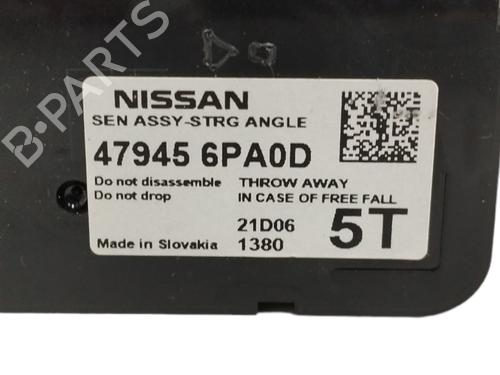 B-PARTS
NISSAN
SEN ASSY-STRG ANGLE
47945 6PA0D
Do not disassemble THROW AWAY
Do not drop IN CASE OF FREE FALL
21D06
Made in Slovakia 1380 5T